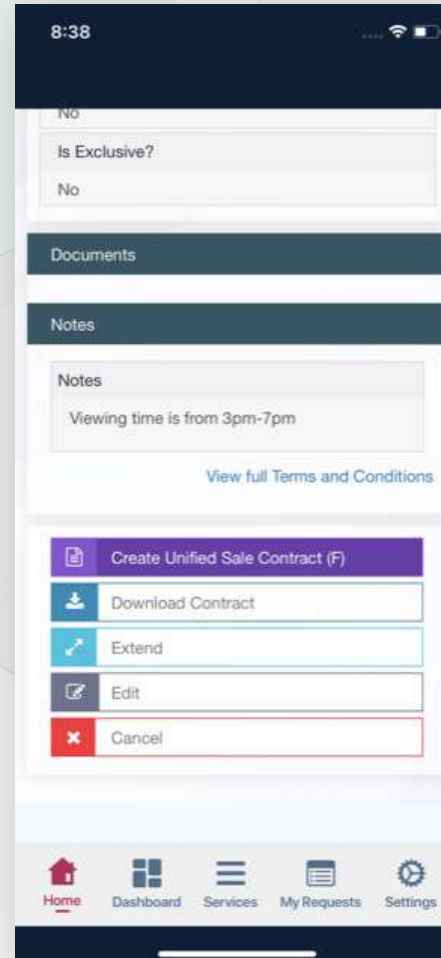 8:38
No
Is Exclusive?
No
Documents
Notes
Notes
Viewing time is from 3pm-7pm
View full Terms and Conditions
Create Unified Sale Contract (F)
Download Contract
Extend
Edit
Cancel
Home Dashboard Services My Requests Settings